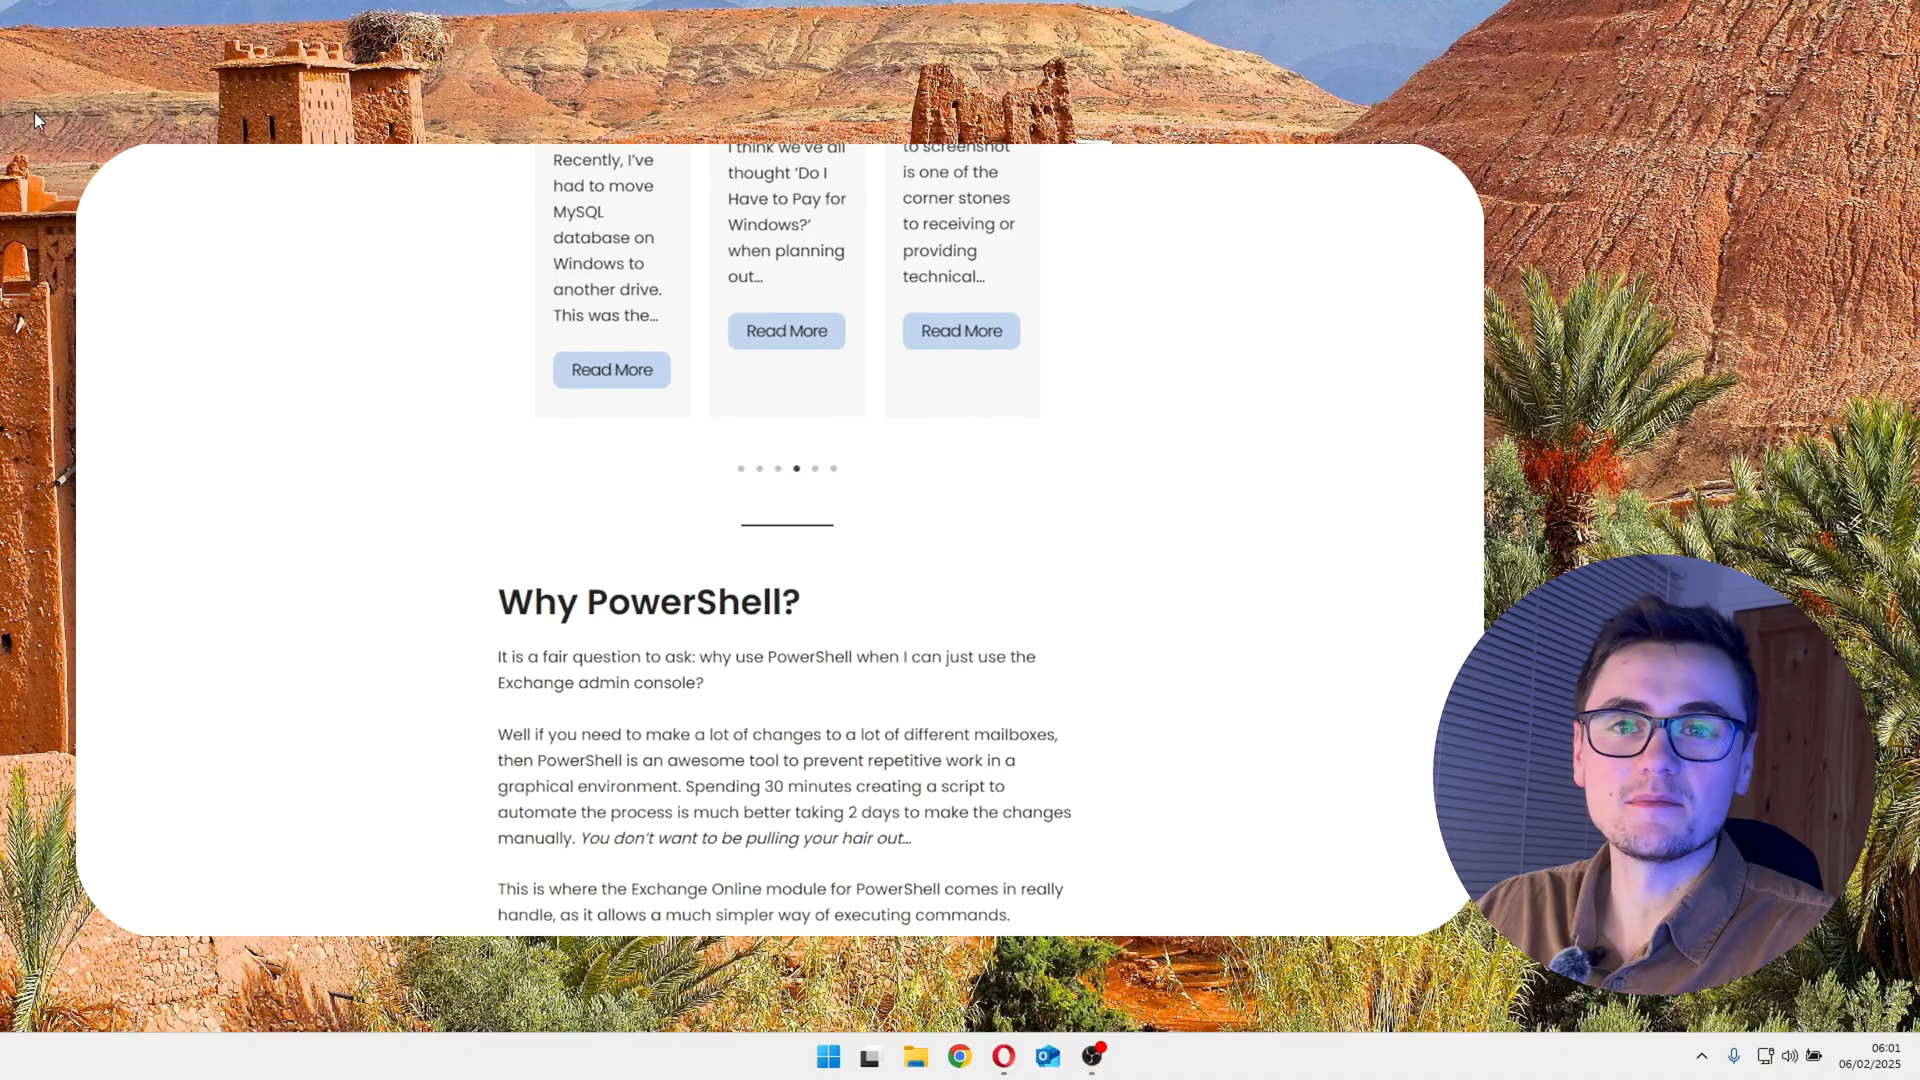 Recently, I've
had to move
MySQL
database on
Windows to
another drive.
This was the...
Read More
I think we've all
thought 'Do I
Have to Pay for
Windows?'
when planning
out...
Read More
to screenshot
is one of the
corner stones
to receiving or
providing
technical...
Read More
Why PowerShell?
It is a fair question to ask: why use PowerShell when I can just use the
Exchange admin console?
Well if you need to make a lot of changes to a lot of different mailboxes,
then PowerShell is an awesome tool to prevent repetitive work in a
graphical environment. Spending 30 minutes creating a script to
automate the process is much better taking 2 days to make the changes
manually. You don't want to be pulling your hair out...
This is where the Exchange Online module for PowerShell comes in really
handle, as it allows a much simpler way of executing commands.
06:01
06/02/2025